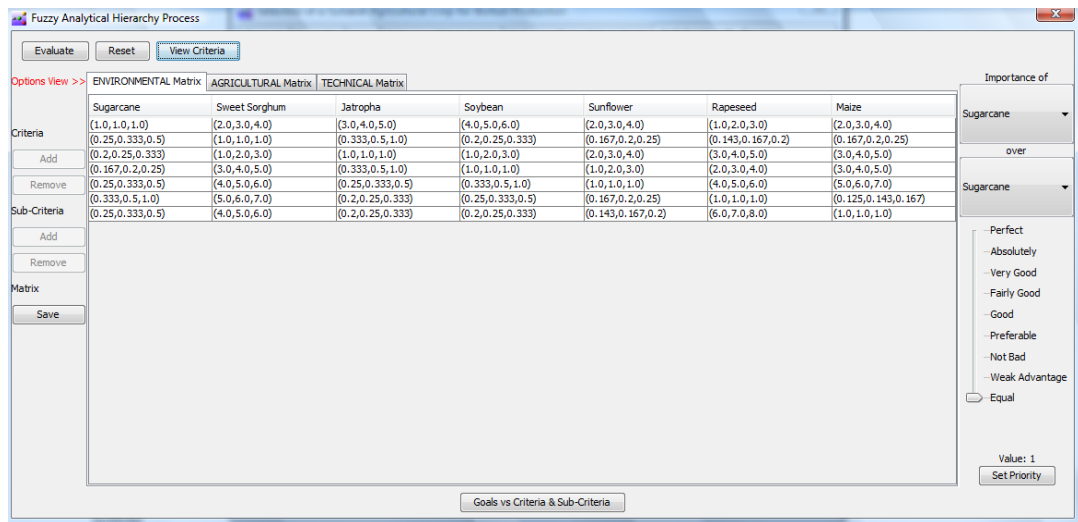 Fuzzy Analytical Hierarchy Process
Evaluate Reset View Criteria
Options View >> ENVIRONMENTAL Matrix AGRICULTURAL Matrix TECHNICAL Matrix
Sugarcane Sweet Sorghum Jatropha Soybean Sunflower Rapeseed Maize
(1.0,1.0,1.0) (2.0,3.0,4.0) (3.0,4.0,5.0) (4.0,5.0,6.0) (2.0,3.0,4.0) (1.0,2.0,3.0) (2.0,3.0,4.0)
(0.25,0.333,0.5) (1.0,1.0,1.0) (0.333,0.5,1.0) (0.2,0.25,0.333) (0.167,0.2,0.25) (0.143,0.167,0.2) (0.167,0.2,0.25)
(0.2,0.25,0.333) (1.0,2.0,3.0) (1.0,1.0,1.0) (1.0,2.0,3.0) (2.0,3.0,4.0) (3.0,4.0,5.0) (3.0,4.0,5.0)
(0.167,0.2,0.25) (3.0,4.0,5.0) (0.333,0.5,1.0) (1.0,1.0,1.0) (1.0,2.0,3.0) (2.0,3.0,4.0) (3.0,4.0,5.0)
(0.25,0.333,0.5) (4.0,5.0,6.0) (0.25,0.333,0.5) (0.333,0.5,1.0) (1.0,1.0,1.0) (4.0,5.0,6.0) (5.0,6.0,7.0)
(0.333,0.5,1.0) (5.0,6.0,7.0) (0.2,0.25,0.333) (0.25,0.333,0.5) (0.167,0.2,0.25) (1.0,1.0,1.0) (0.125,0.143,0.167)
(0.25,0.333,0.5) (4.0,5.0,6.0) (0.2,0.25,0.333) (0.2,0.25,0.333) (0.143,0.167,0.2) (6.0,7.0,8.0) (1.0,1.0,1.0)
Criteria
Add
Remove
Sub-Criteria
Add
Remove
Matrix
Save
Importance of
Sugarcane
over
Sugarcane
Perfect
Absolutely
Very Good
Fairly Good
Good
Preferable
Not Bad
Weak Advantage
Equal
Value: 1
Set Priority
Goals vs Criteria & Sub-Criteria